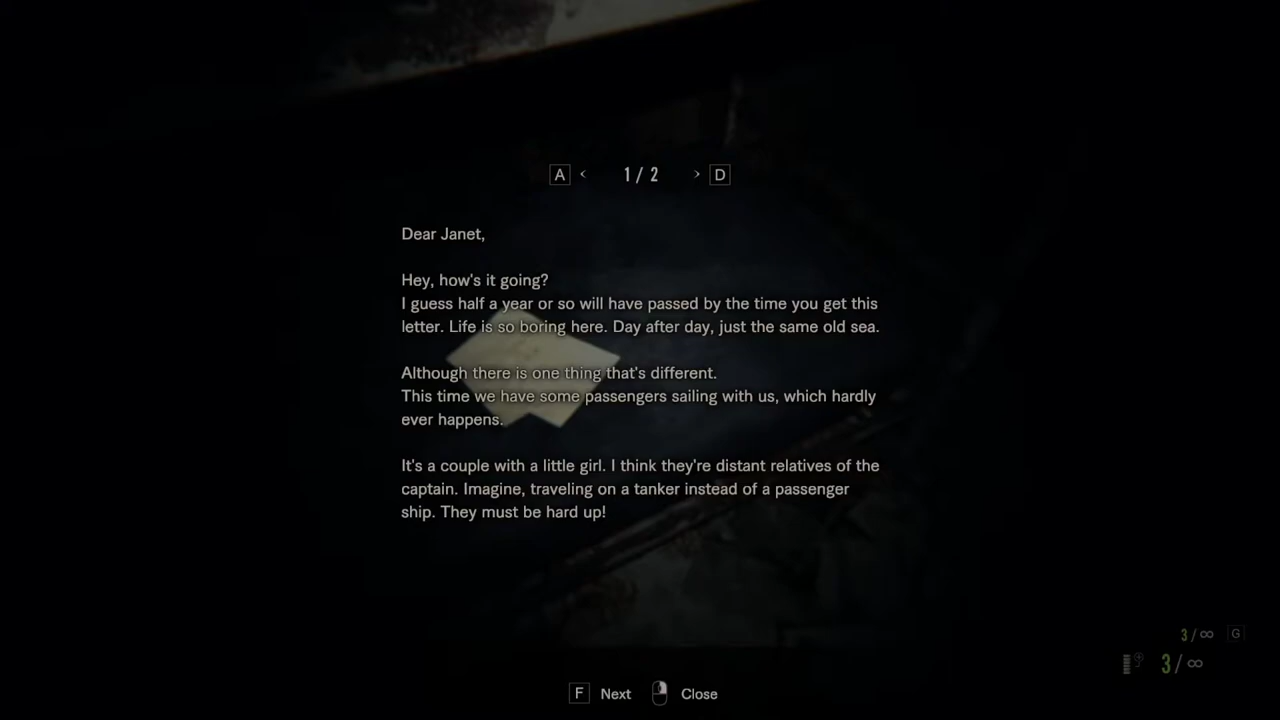 A < 1 / 2 > D
Dear Janet,
Hey, how's it going?
I guess half a year or so will have passed by the time you get this
letter. Life is so boring here. Day after day, just the same old sea.
Although there is one thing that's different.
This time we have some passengers sailing with us, which hardly
ever happens.
It's a couple with a little girl. I think they're distant relatives of the
captain. Imagine, traveling on a tanker instead of a passenger
ship. They must be hard up!
3 / ∞ G
3 / ∞
F Next Close